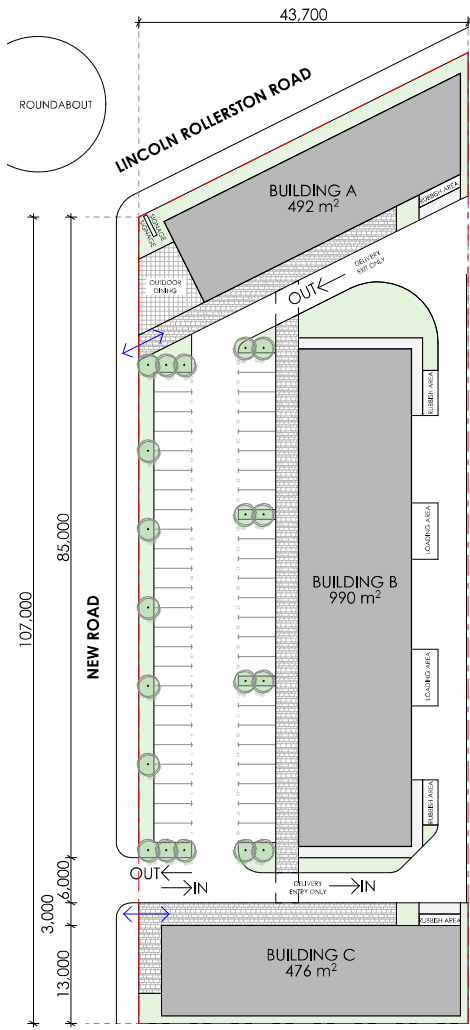 43,700
ROUNDABOUT
LINCOLN ROLLERSTON ROAD
BUILDING A
492 m²
RUBBISH AREA
SIGNAGE
SIGNAGE
OUTDOOR
DINING
DELIVERY
EXIT ONLY
OUT
RUBBISH AREA
LOADING AREA
BUILDING B
990 m²
LOADING AREA
RUBBISH AREA
85,000
107,000
NEW ROAD
OUT
IN
6,000
3,000
13,000
DELIVERY
ENTRY ONLY
IN
RUBBISH AREA
BUILDING C
476 m²